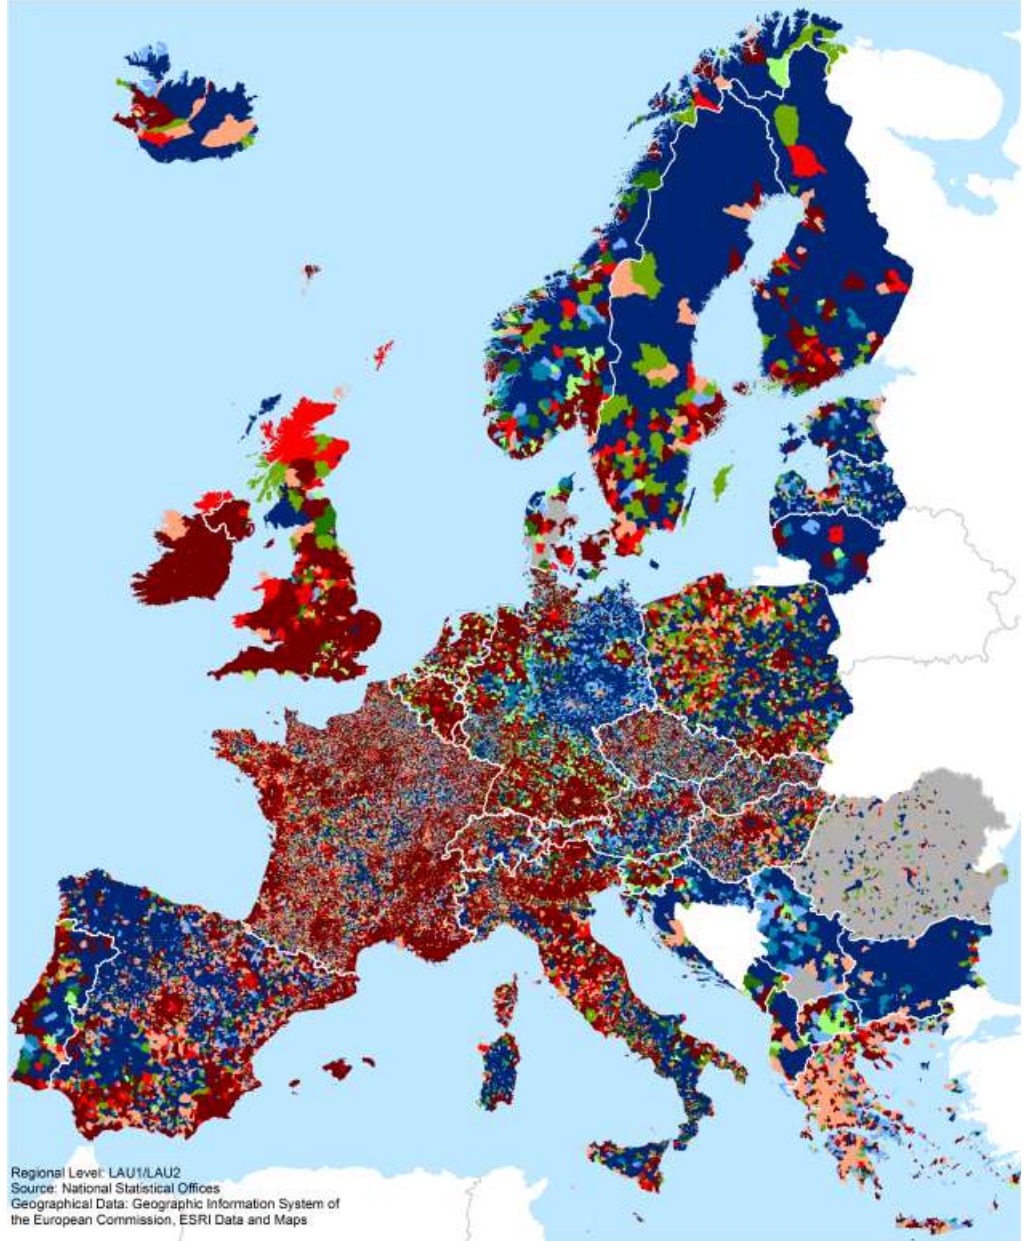 Regional Level: LAU1/LAU2
Source: National Statistical Offices
Geographical Data: Geographic Information System of
the European Commission, ESRI Data and Maps